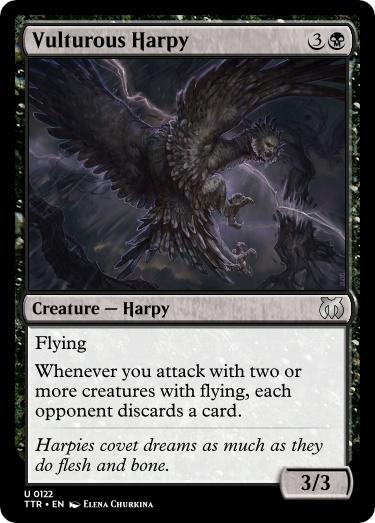 Vulturous Harpy 3
Creature — Harpy
Flying
Whenever you attack with two or
more creatures with flying, each
opponent discards a card.
Harpies covet dreams as much as they
do flesh and bone.
3/3
U 0122
TTR • EN Elena Churkina